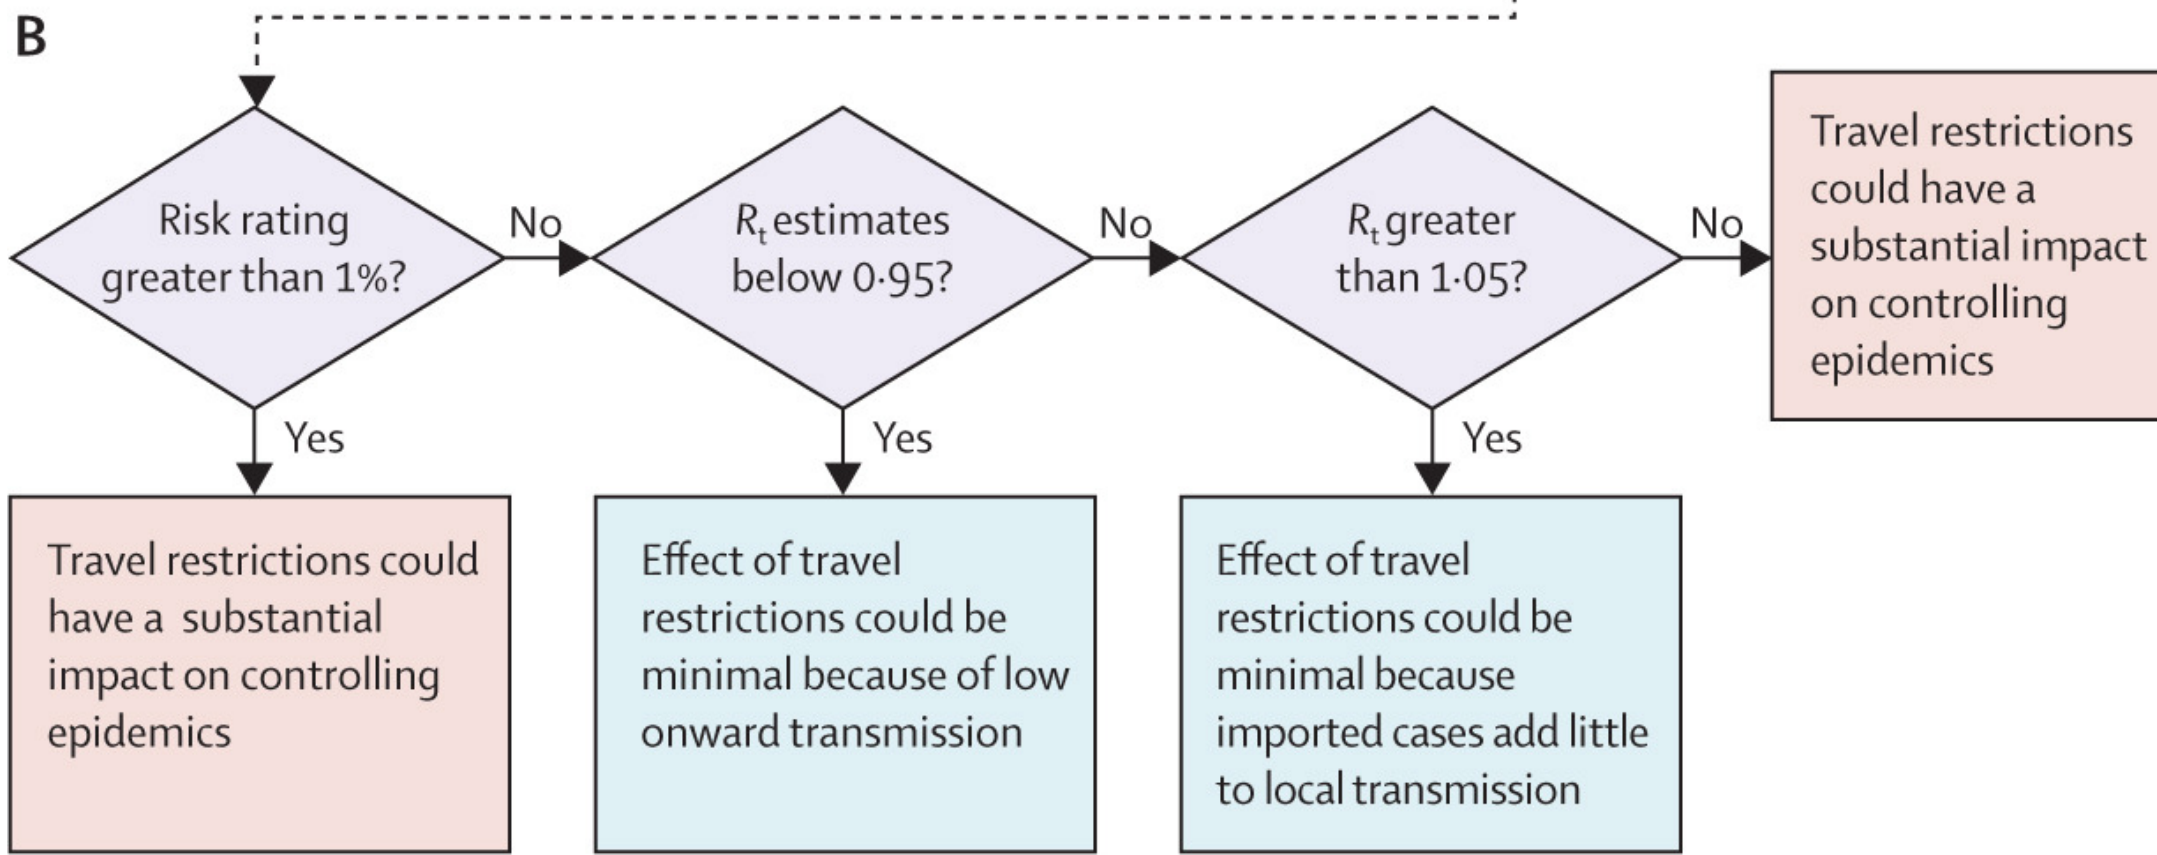 B
Risk rating
greater than 1%?
No
Rt estimates
below 0·95?
No
Rt greater
than 1·05?
No
Travel restrictions
could have a
substantial impact
on controlling
epidemics
Yes
Yes
Yes
Travel restrictions could
have a substantial
impact on controlling
epidemics
Effect of travel
restrictions could be
minimal because of low
onward transmission
Effect of travel
restrictions could be
minimal because
imported cases add little
to local transmission